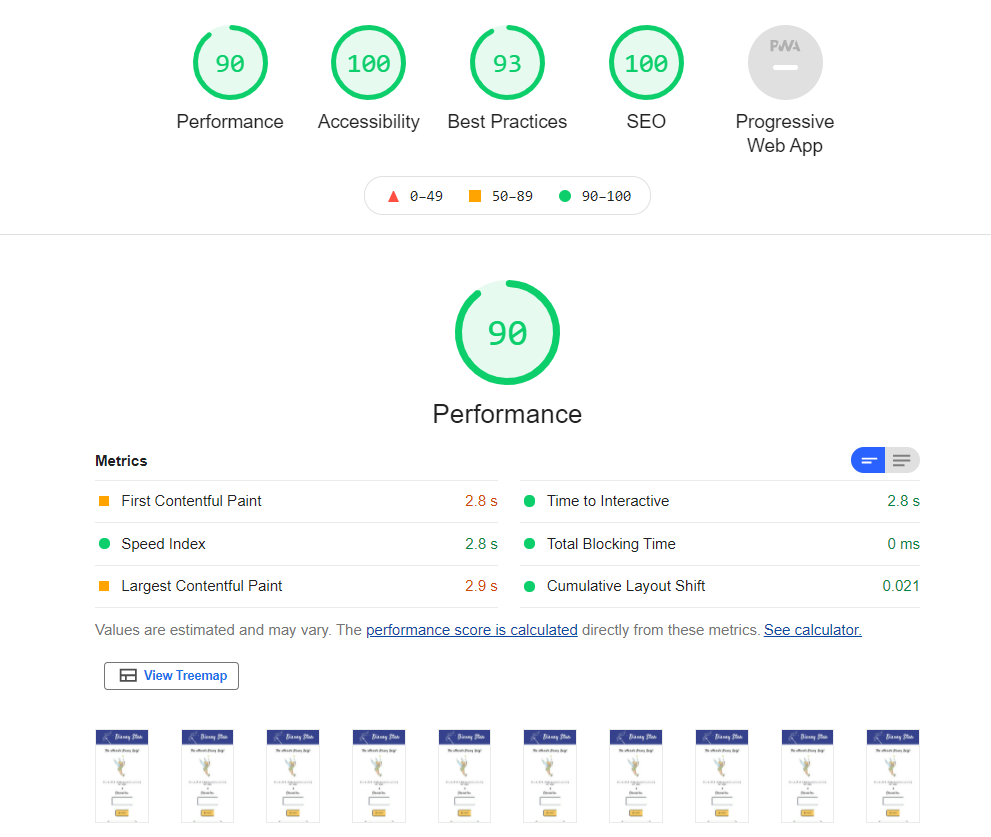 90
100
93
100
PWA
Performance
Accessibility
Best Practices
SEO
Progressive
Web App
0–49
50–89
90–100
90
Performance
Metrics
First Contentful Paint 2.8 s
Time to Interactive 2.8 s
Speed Index 2.8 s
Total Blocking Time 0 ms
Largest Contentful Paint 2.9 s
Cumulative Layout Shift 0.021
Values are estimated and may vary. The performance score is calculated directly from these metrics. See calculator.
View Treemap